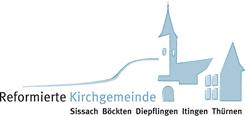 Reformierte Kirchgemeinde
Sissach Böckten Diepflingen Itingen Thürnen